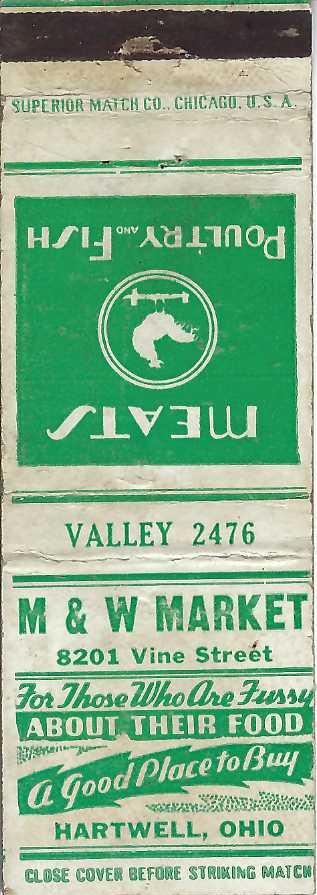 SUPERIOR MATCH CO., CHICAGO, U.S.A.
MEATS
POULTRY AND FISH
VALLEY 2476
M & W MARKET
8201 Vine Street
For Those Who Are Fussy
ABOUT THEIR FOOD
A Good Place to Buy
HARTWELL, OHIO
CLOSE COVER BEFORE STRIKING MATCH